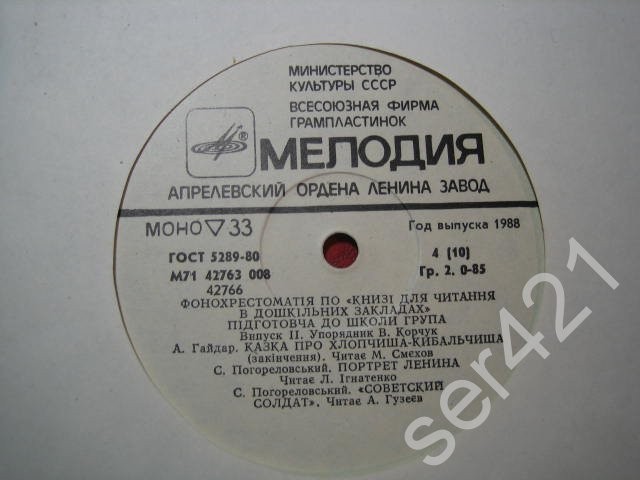 МИНИСТЕРСТВО
КУЛЬТУРЫ СССР
ВСЕСОЮЗНАЯ ФИРМА
ГРАМПЛАСТИНОК
®
МЕЛОДИЯ
АПРЕЛЕВСКИЙ ОРДЕНА ЛЕНИНА ЗАВОД
МОНО ▽ 33
Год выпуска 1988
ГОСТ 5289-80
4 (10)
М71 42763 008
Гр. 2. 0-85
42766
ФОНОХРЕСТОМАТІЯ ПО «КНИЗІ ДЛЯ ЧИТАННЯ
В ДОШКІЛЬНИХ ЗАКЛАДАХ»
ПІДГОТОВЧА ДО ШКОЛИ ГРУПА
Випуск II. Упорядник В. Корчук
А. Гайдар. КАЗКА ПРО ХЛОПЧИША-КИБАЛЬЧИША
(закінчення). Читає М. Смєхов
С. Погореловський. ПОРТРЕТ ЛЕНИНА
Читає Л. Ігнатенко
С. Погореловський. «СОВЕТСКИЙ
СОЛДАТ», Читає А. Гузеєв
ser421